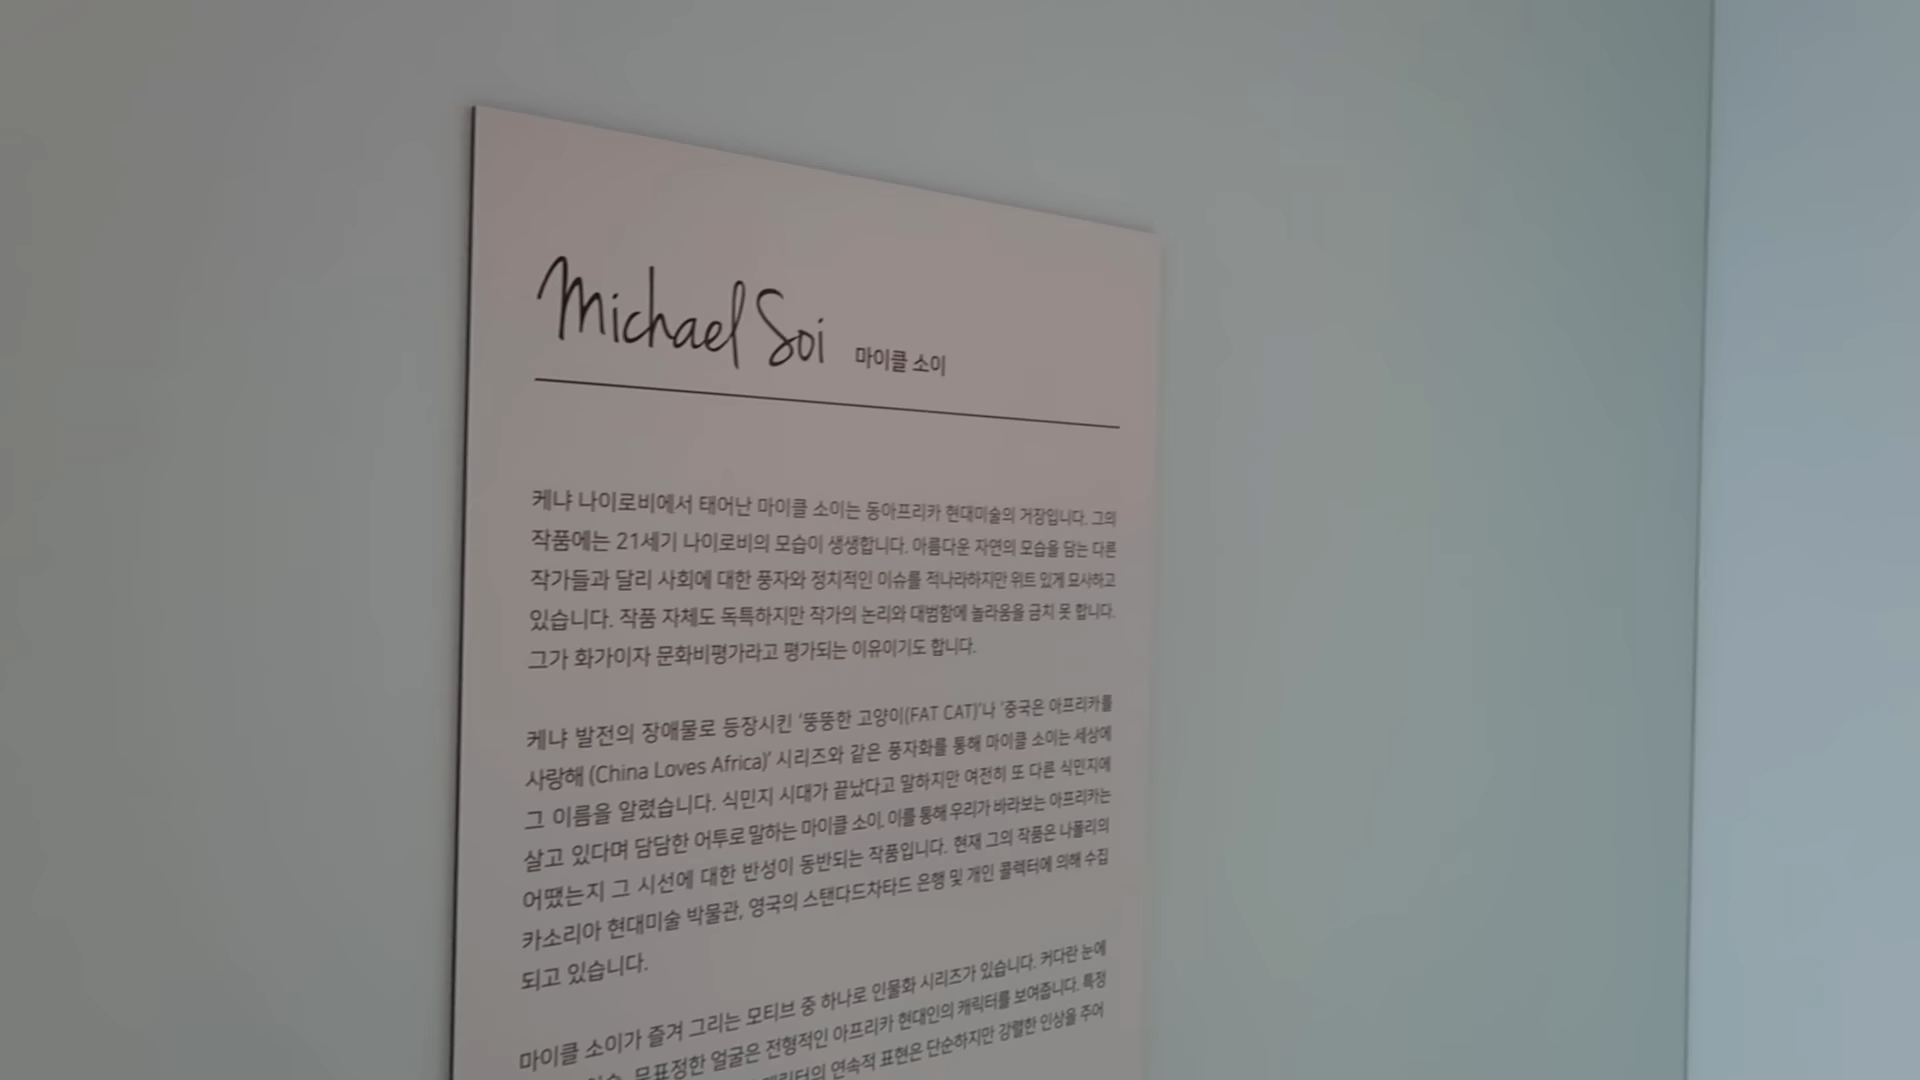 Michael Soi 마이클 소이
케냐 나이로비에서 태어난 마이클 소이는 동아프리카 현대미술의 거장입니다. 그의
작품에는 21세기 나이로비의 모습이 생생합니다. 아름다운 자연의 모습을 담는 다른
작가들과 달리 사회에 대한 풍자와 정치적인 이슈를 적나라하지만 위트 있게 묘사하고
있습니다. 작품 자체도 독특하지만 작가의 논리와 대범함에 놀라움을 금치 못 합니다.
그가 화가이자 문화비평가라고 평가되는 이유이기도 합니다.
케냐 발전의 장애물로 등장시킨 '뚱뚱한 고양이(FAT CAT)'나 '중국은 아프리카를
사랑해 (China Loves Africa)' 시리즈와 같은 풍자화를 통해 마이클 소이는 세상에
그 이름을 알렸습니다. 식민지 시대가 끝났다고 말하지만 여전히 또 다른 식민지에
살고 있다며 담담한 어투로 말하는 마이클 소이. 이를 통해 우리가 바라보는 아프리카는
어땠는지 그 시선에 대한 반성이 동반되는 작품입니다. 현재 그의 작품은 나폴리의
카소리아 현대미술 박물관, 영국의 스탠다드차타드 은행 및 개인 콜렉터에 의해 수집
되고 있습니다.
마이클 소이가 즐겨 그리는 모티브 중 하나로 인물화 시리즈가 있습니다. 커다란 눈에
무표정한 얼굴은 전형적인 아프리카 현대인의 캐릭터를 보여줍니다. 특정
연속적 표현은 단순하지만 강렬한 인상을 주어